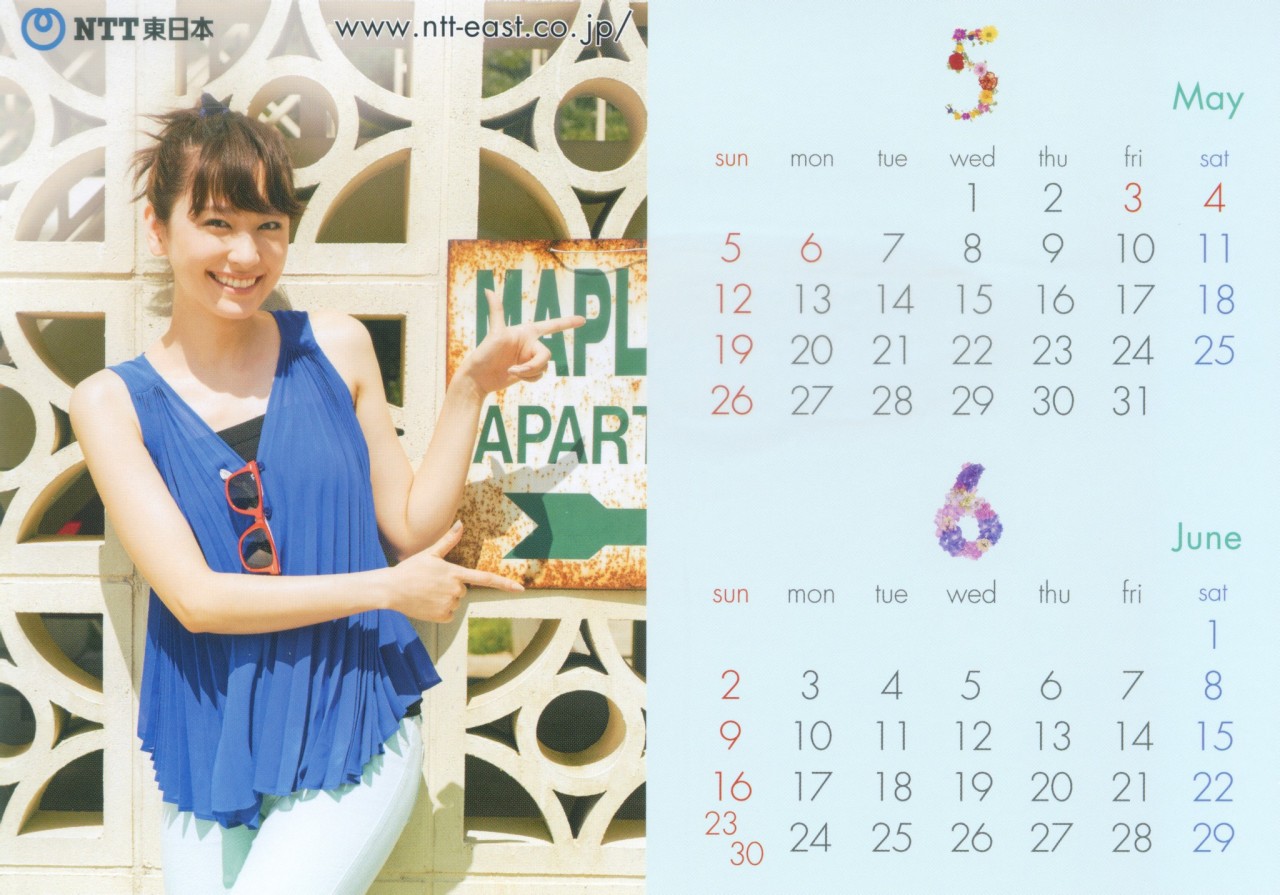 NTT東日本
www.ntt-east.co.jp/
MAPL
APART
5
May
sun mon tue wed thu fri sat
1 2 3 4
5 6 7 8 9 10 11
12 13 14 15 16 17 18
19 20 21 22 23 24 25
26 27 28 29 30 31
6
June
sun mon tue wed thu fri sat
1
2 3 4 5 6 7 8
9 10 11 12 13 14 15
16 17 18 19 20 21 22
23 30 24 25 26 27 28 29